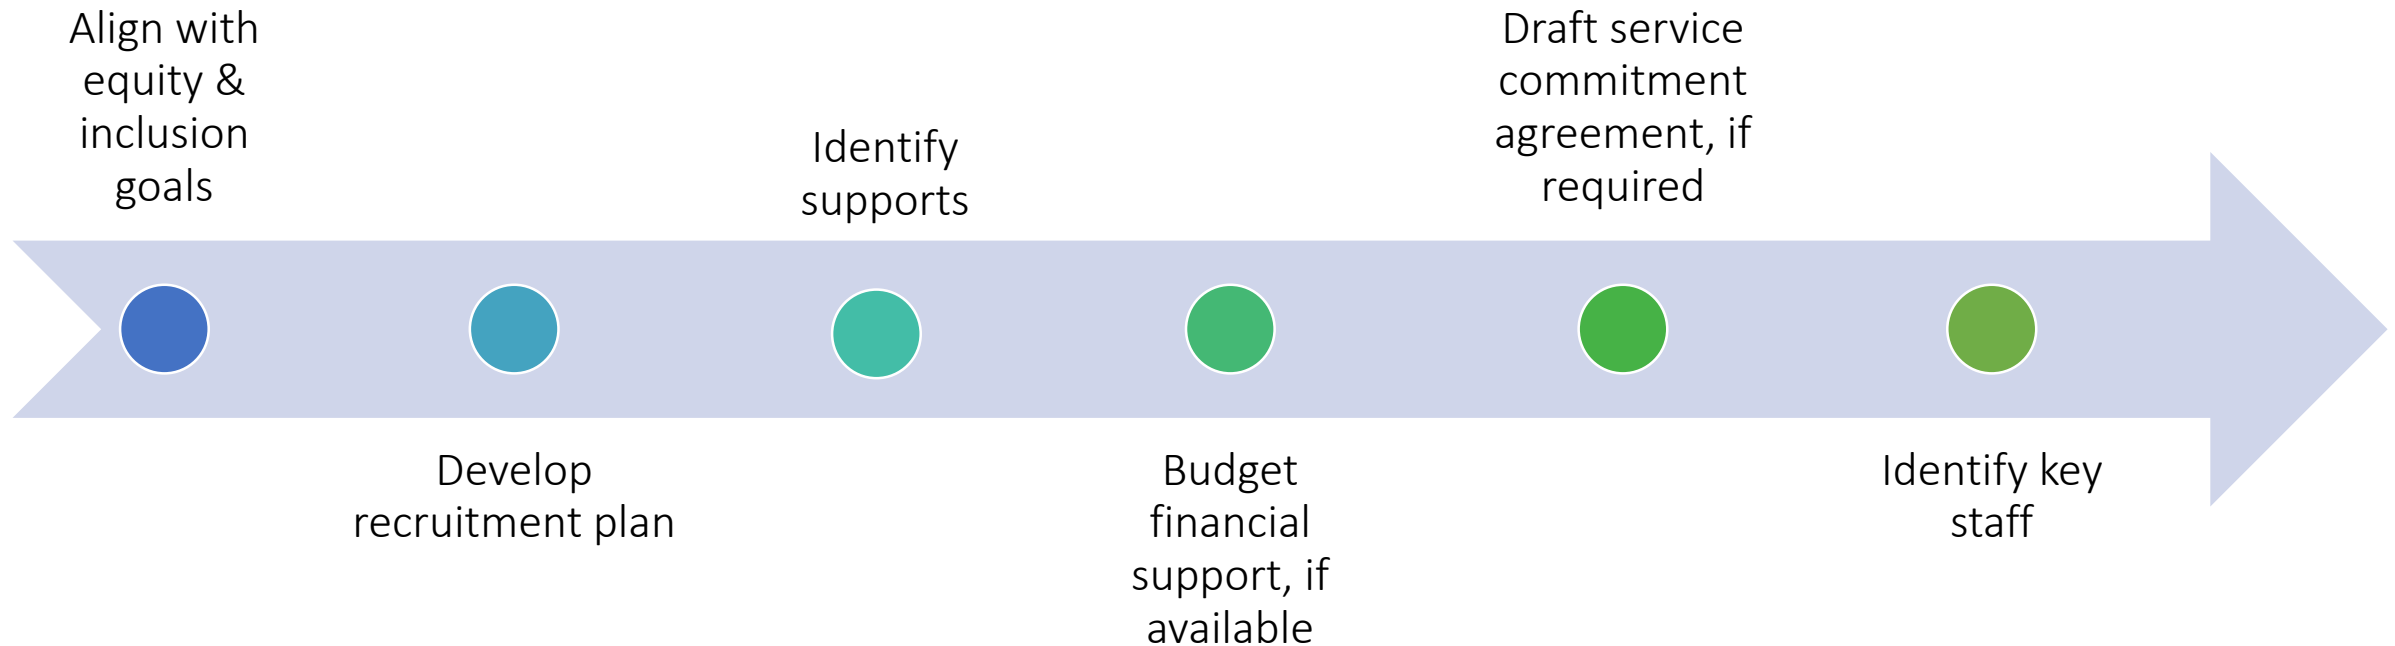 Align with
equity &
inclusion
goals
Develop
recruitment plan
Identify
supports
Budget
financial
support, if
available
Draft service
commitment
agreement, if
required
Identify key
staff